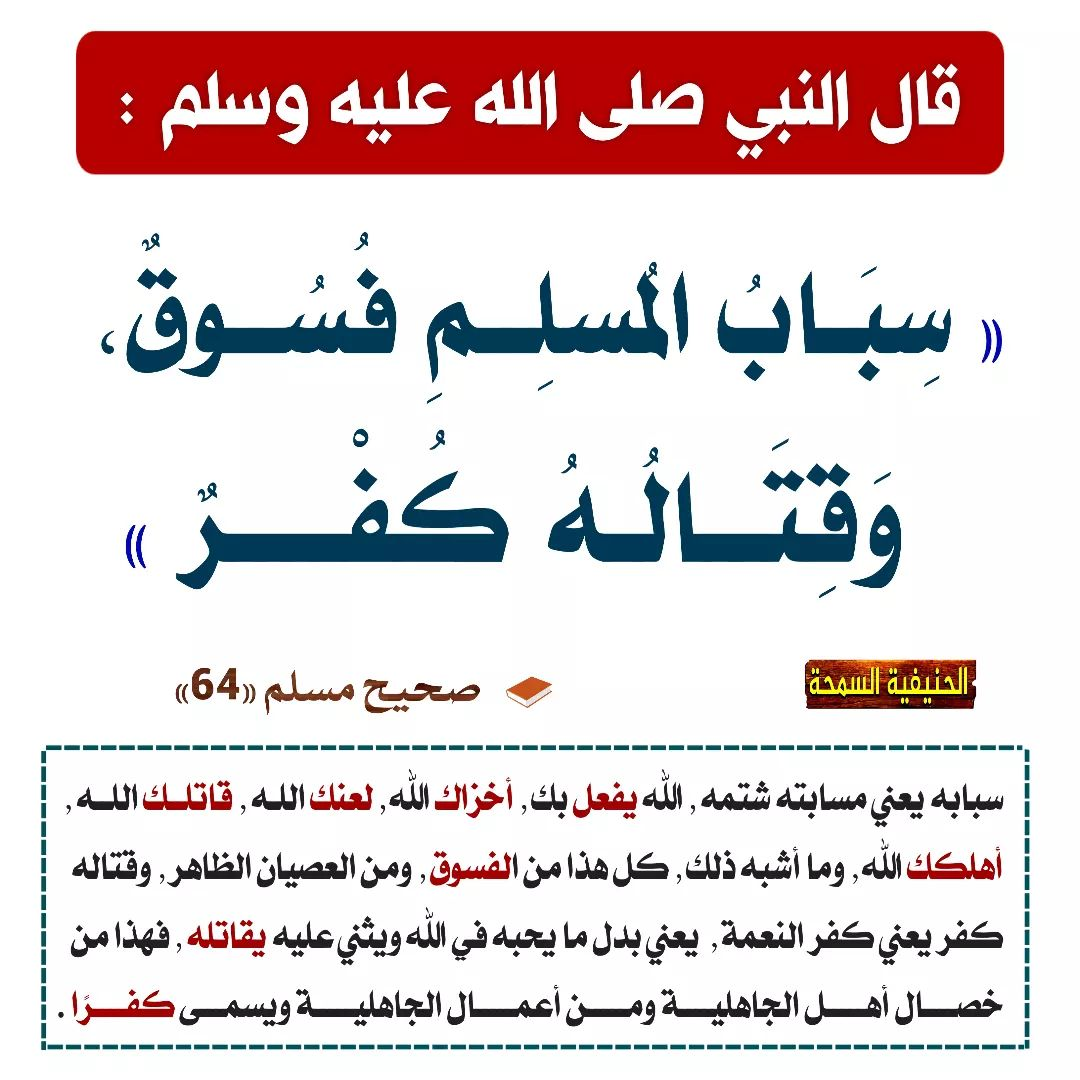 قال النبي صلى الله عليه وسلم :
(( سِبَابُ المُسلِمِ فُسُوقٌ،
وَقِتَالُهُ كُفْرٌ ))
الحنيفية السمحة
صحيح مسلم ((64))
سبابه يعني مسابته شتمه , الله يفعل بك, أخزاك الله, لعنك الله , قاتلك الله ,
أهلكك الله, وما أشبه ذلك, كل هذا من الفسوق, ومن العصيان الظاهر, وقتاله
كفر يعني كفر النعمة, يعني بدل ما يحبه في الله ويثني عليه يقاتله , فهذا من
خصال أهل الجاهلية ومن أعمال الجاهلية ويسمى كفرًا .